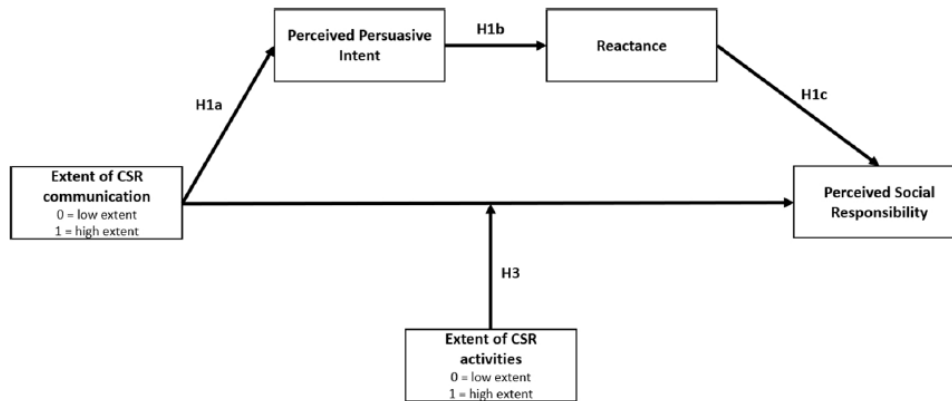 Perceived Persuasive
Intent
H1b
Reactance
H1a
H1c
Extent of CSR
communication
0 = low extent
1 = high extent
Perceived Social
Responsibility
H3
Extent of CSR
activities
0 = low extent
1 = high extent